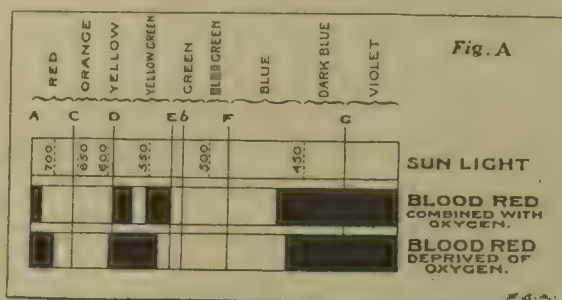 Fig. A
RED ORANGE YELLOW YELLOW GREEN GREEN GREEN BLUE DARK BLUE VIOLET
A C D E b F G
700 650 600 550 500 450
SUN LIGHT
BLOOD RED
COMBINED WITH
OXYGEN.
BLOOD RED
DEPRIVED OF
OXYGEN.